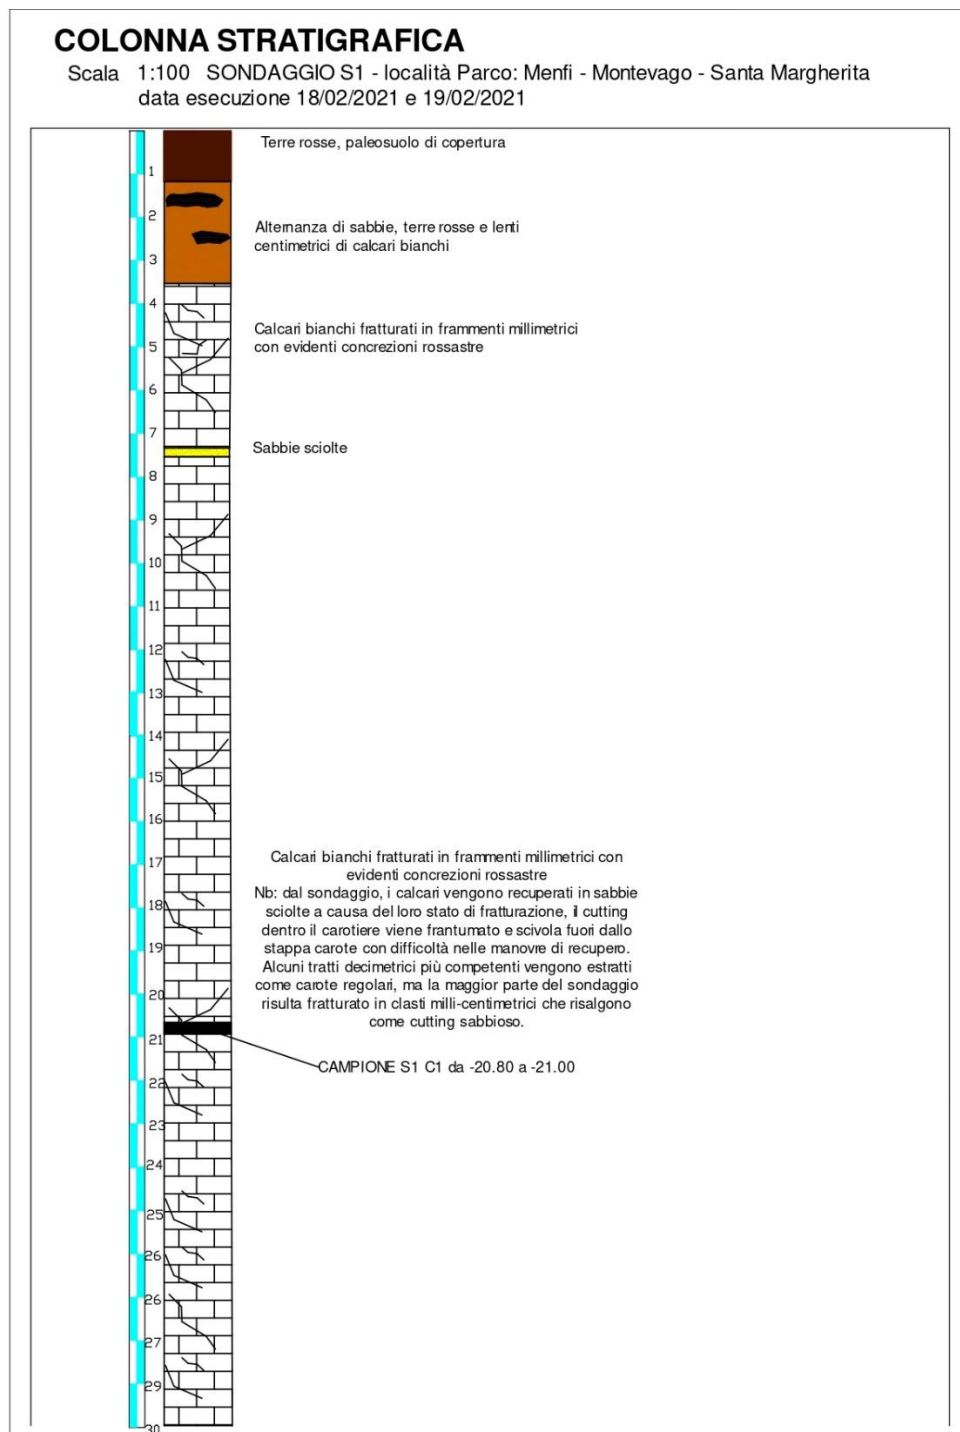 COLONNA STRATIGRAFICA
Scala 1:100 SONDAGGIO S1 - località Parco: Menfi - Montevago - Santa Margherita
data esecuzione 18/02/2021 e 19/02/2021
Terre rosse, paleosuolo di copertura
1
2
Alternanza di sabbie, terre rosse e lenti
centimetrici di calcari bianchi
3
4
Calcari bianchi fratturati in frammenti millimetrici
con evidenti concrezioni rossastre
5
6
7
Sabbie sciolte
8
9
10
11
12
13
14
15
16
Calcari bianchi fratturati in frammenti millimetrici con
17
evidenti concrezioni rossastre
Nb: dal sondaggio, i calcari vengono recuperati in sabbie
18
sciolte a causa del loro stato di fratturazione, il cutting
dentro il carotiere viene frantumato e scivola fuori dallo
19
stappa carote con difficoltà nelle manovre di recupero.
Alcuni tratti decimetrici più competenti vengono estratti
come carote regolari, ma la maggior parte del sondaggio
20
risulta fratturato in clasti milli-centimetrici che risalgono
come cutting sabbioso.
21
CAMPIONE S1 C1 da -20.80 a -21.00
22
23
24
25
26
26
27
29
30